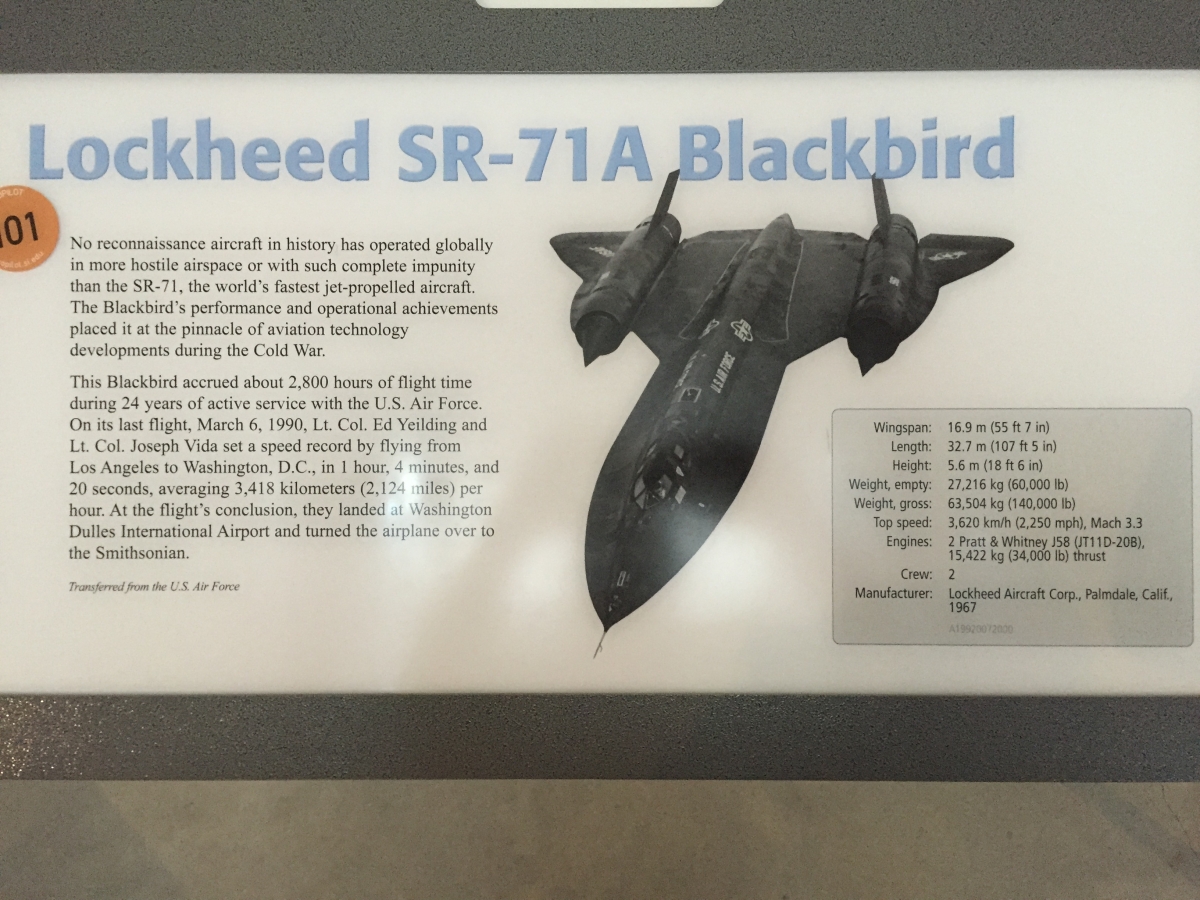 Lockheed SR-71A Blackbird
PILOT
101
No reconnaissance aircraft in history has operated globally
in more hostile airspace or with such complete impunity
than the SR-71, the world's fastest jet-propelled aircraft.
The Blackbird's performance and operational achievements
placed it at the pinnacle of aviation technology
developments during the Cold War.
This Blackbird accrued about 2,800 hours of flight time
during 24 years of active service with the U.S. Air Force.
On its last flight, March 6, 1990, Lt. Col. Ed Yeilding and
Lt. Col. Joseph Vida set a speed record by flying from
Los Angeles to Washington, D.C., in 1 hour, 4 minutes, and
20 seconds, averaging 3,418 kilometers (2,124 miles) per
hour. At the flight's conclusion, they landed at Washington
Dulles International Airport and turned the airplane over to
the Smithsonian.
Transferred from the U.S. Air Force
U.S. AIR FORCE
Wingspan: 16.9 m (55 ft 7 in)
Length: 32.7 m (107 ft 5 in)
Height: 5.6 m (18 ft 6 in)
Weight, empty: 27,216 kg (60,000 lb)
Weight, gross: 63,504 kg (140,000 lb)
Top speed: 3,620 km/h (2,250 mph), Mach 3.3
Engines: 2 Pratt & Whitney J58 (JT11D-20B),
15,422 kg (34,000 lb) thrust
Crew: 2
Manufacturer: Lockheed Aircraft Corp., Palmdale, Calif.,
1967
A19920072000